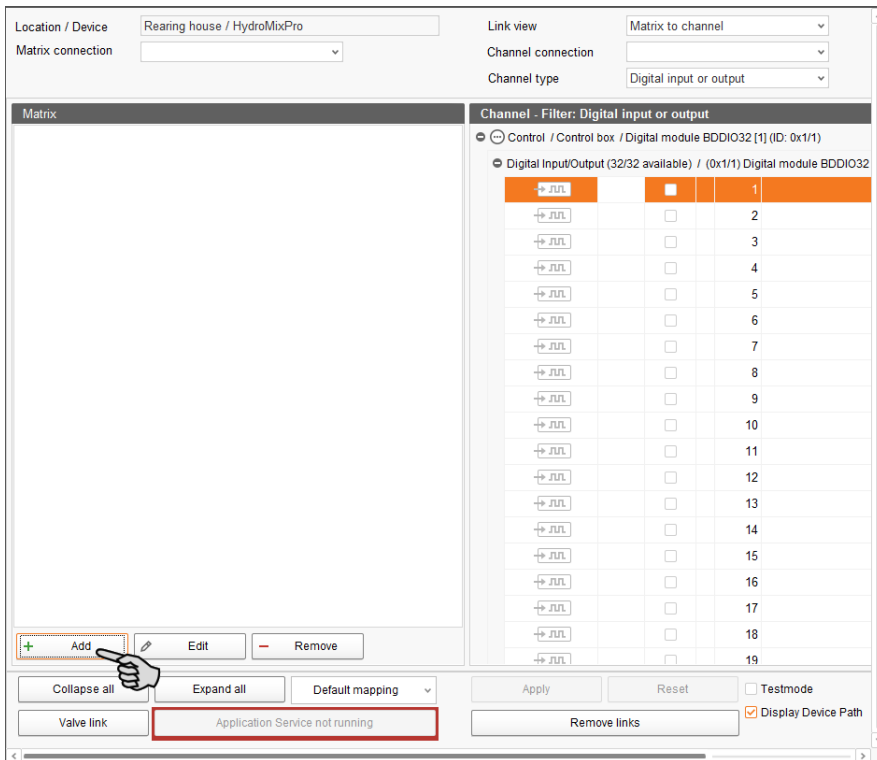 Location / Device Rearing house / HydroMixPro Link view Matrix to channel
Matrix connection Channel connection
Channel type Digital input or output
Matrix Channel - Filter: Digital input or output
Control / Control box / Digital module BDDIO32 [1] (ID: 0x1/1)
Digital Input/Output (32/32 available) / (0x1/1) Digital module BDDIO32
1
2
3
4
5
6
7
8
9
10
11
12
13
14
15
16
17
18
19
+ Add Edit − Remove
Collapse all Expand all Default mapping Apply Reset Testmode
Valve link Application Service not running Remove links Display Device Path